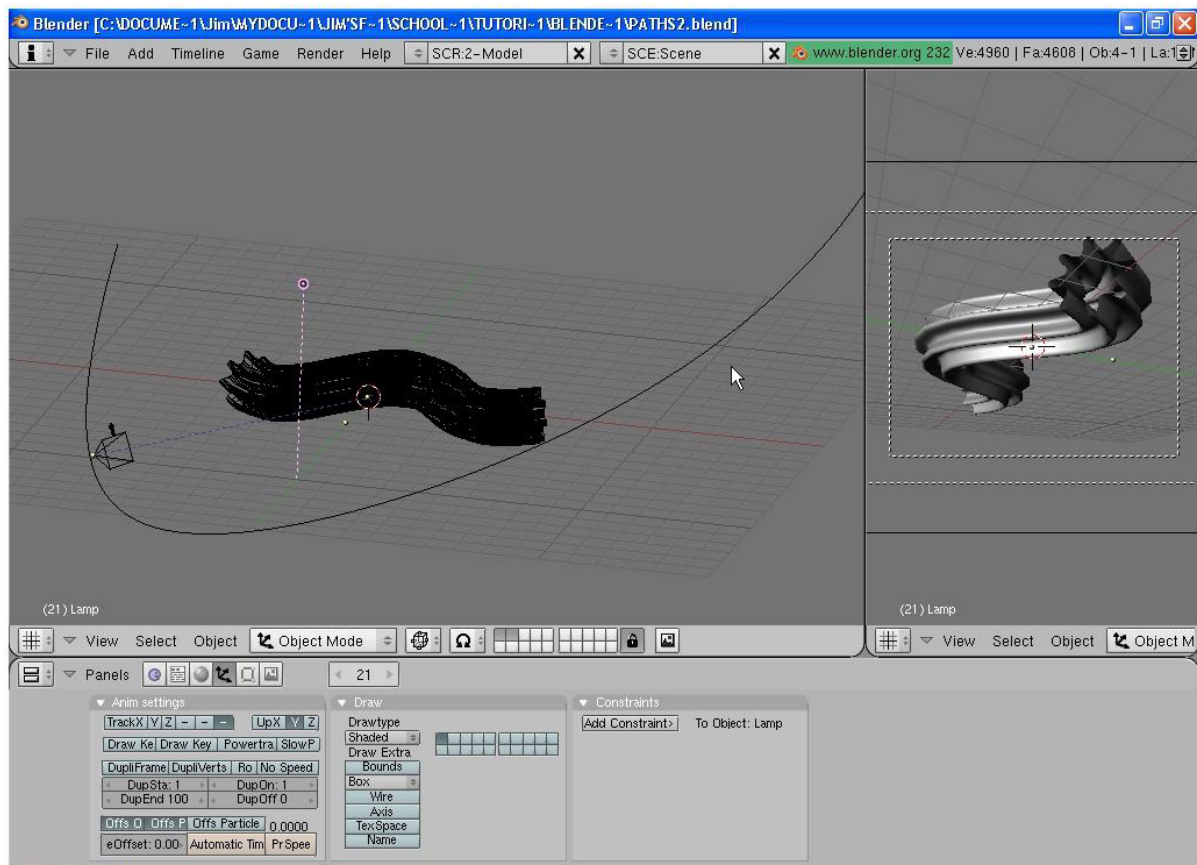 Blender [C:\DOCUME~1\Jim\MYDOCU~1\JIM'SF~1\SCHOOL~1\TUTORI~1\BLENDE~1\PATHS2.blend]
File Add Timeline Game Render Help SCR:2-Model SCE:Scene www.blender.org 232 Ve:4960 | Fa:4608 | Ob:4-1 | La:1
(21) Lamp
(21) Lamp
View Select Object Object Mode
View Select Object Object M
Panels 21
Anim settings
TrackX Y Z - - - UpX Y Z
Draw Ke Draw Key Powertra SlowP
DupliFrame DupliVerts Ro No Speed
DupSta: 1 DupOn: 1
DupEnd 100 DupOff 0
Offs O Offs P Offs Particle 0.0000
eOffset: 0.00 Automatic Tim PrSpee
Draw
Drawtype
Shaded
Draw Extra
Bounds
Box
Wire
Axis
TexSpace
Name
Constraints
Add Constraint> To Object: Lamp